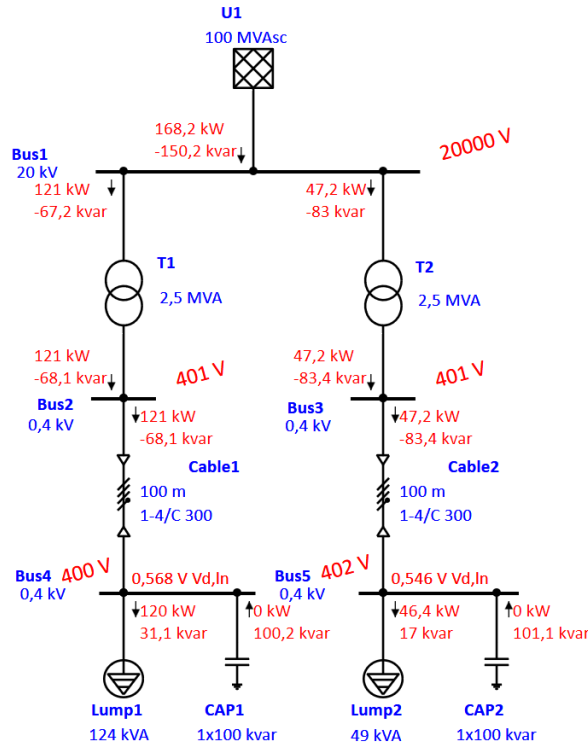 U1
100 MVAsc
168,2 kW
-150,2 kvar
20000 V
Bus1
20 kV
121 kW
-67,2 kvar
47,2 kW
-83 kvar
T1
2,5 MVA
T2
2,5 MVA
121 kW
-68,1 kvar
401 V
47,2 kW
-83,4 kvar
401 V
Bus2
0,4 kV
121 kW
-68,1 kvar
Bus3
0,4 kV
47,2 kW
-83,4 kvar
Cable1
100 m
1-4/C 300
Cable2
100 m
1-4/C 300
400 V
Bus4
0,4 kV
0,568 V Vd,ln
402 V
Bus5
0,4 kV
0,546 V Vd,ln
120 kW
31,1 kvar
0 kW
100,2 kvar
46,4 kW
17 kvar
0 kW
101,1 kvar
Lump1
124 kVA
CAP1
1x100 kvar
Lump2
49 kVA
CAP2
1x100 kvar